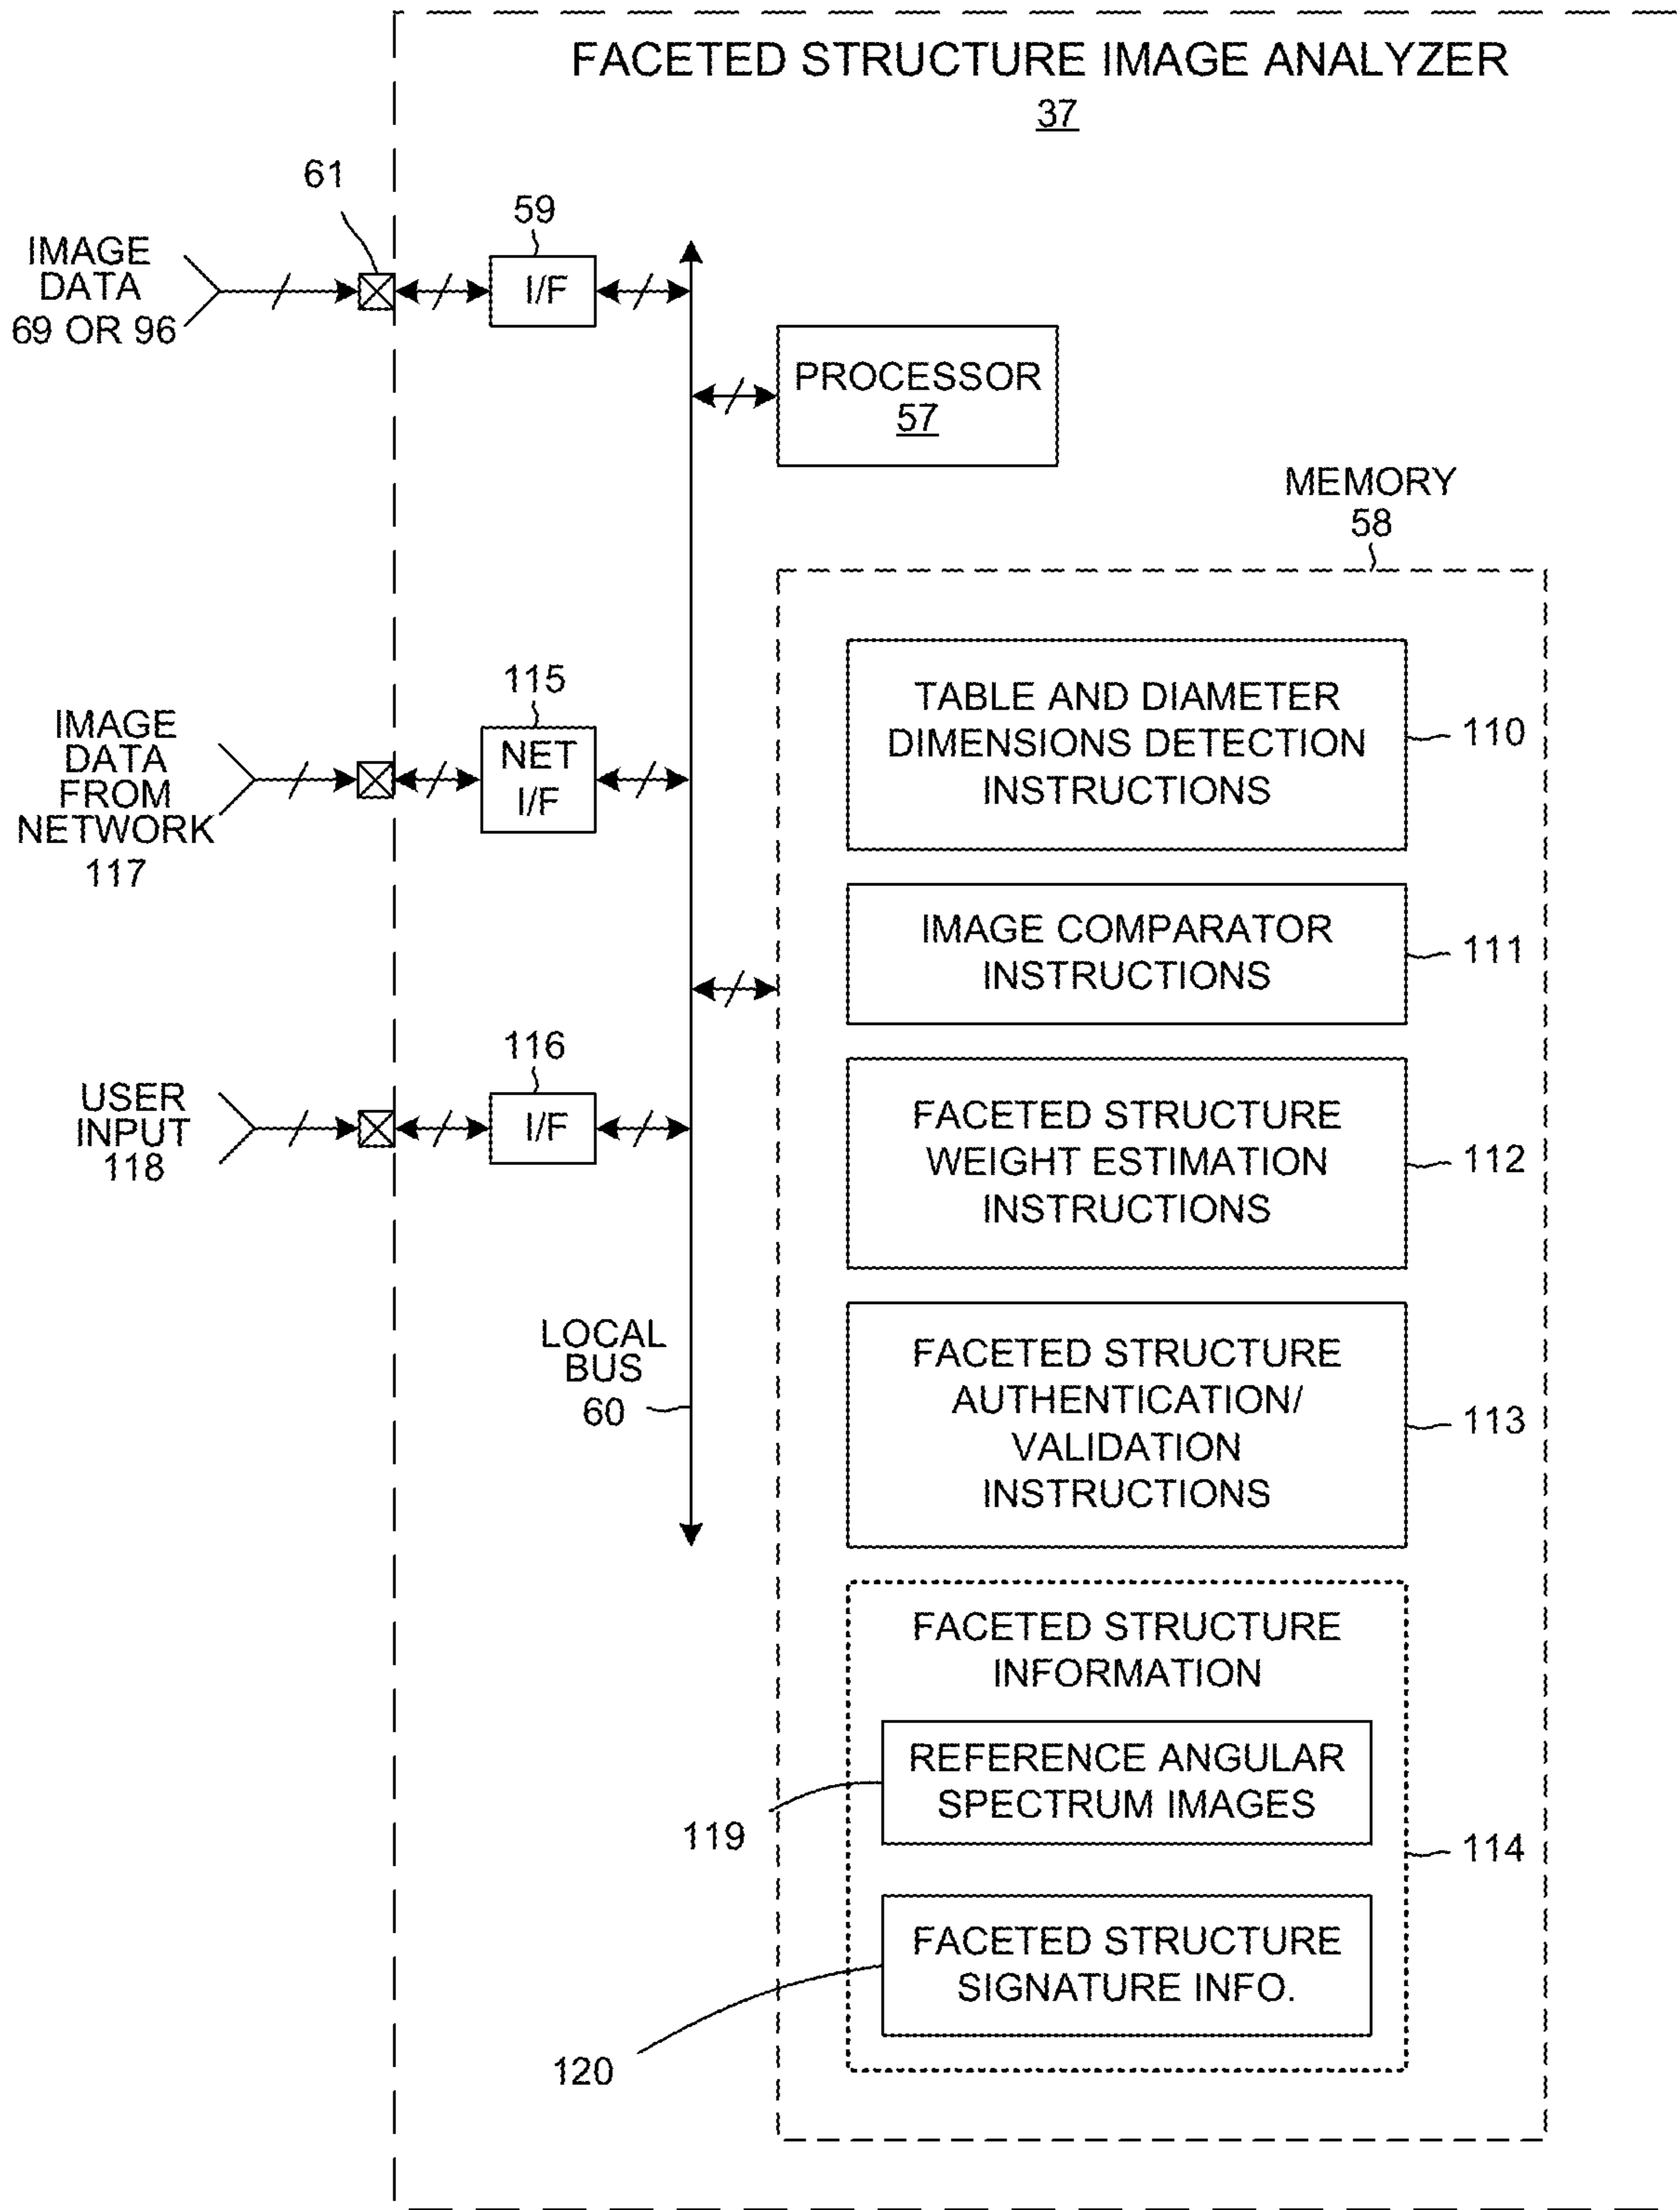 FACETED STRUCTURE IMAGE ANALYZER
37
61
59
IMAGE
DATA
69 OR 96
I/F
PROCESSOR
57
MEMORY
58
115
IMAGE
DATA
FROM
NETWORK
117
NET
I/F
TABLE AND DIAMETER
DIMENSIONS DETECTION
INSTRUCTIONS
110
IMAGE COMPARATOR
INSTRUCTIONS
111
116
USER
INPUT
118
I/F
FACETED STRUCTURE
WEIGHT ESTIMATION
INSTRUCTIONS
112
LOCAL
BUS
60
FACETED STRUCTURE
AUTHENTICATION/
VALIDATION
INSTRUCTIONS
113
FACETED STRUCTURE
INFORMATION
REFERENCE ANGULAR
SPECTRUM IMAGES
119
114
FACETED STRUCTURE
SIGNATURE INFO.
120